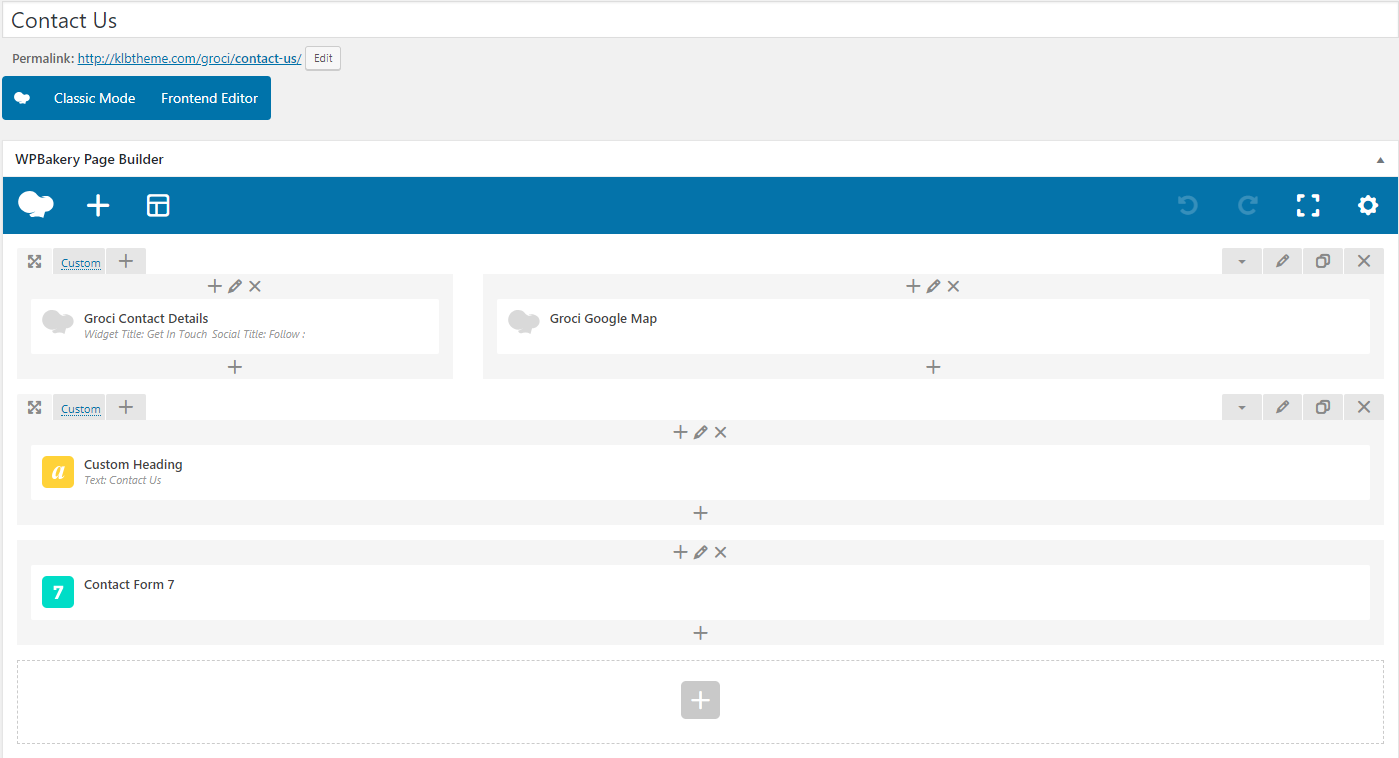 Contact Us
Permalink: http://klbtheme.com/groci/contact-us/ Edit
Classic Mode Frontend Editor
WPBakery Page Builder
Custom
Groci Contact Details
Widget Title: Get In Touch Social Title: Follow :
Groci Google Map
Custom
a
Custom Heading
Text: Contact Us
7
Contact Form 7